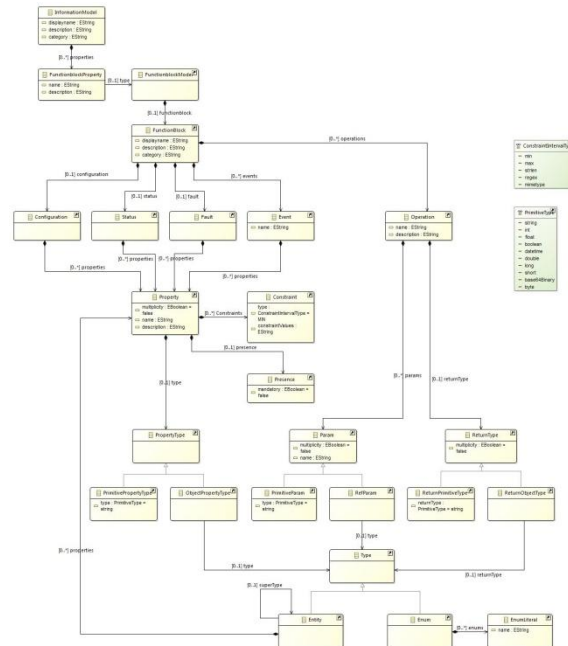 InformationModel
displayname : EString
description : EString
category : EString
[0..*] properties
FunctionblockProperty
name : EString
description : EString
[0..1] type
FunctionblockModel
[0..1] functionblock
FunctionBlock
displayname : EString
description : EString
category : EString
[0..*] operations
[0..1] configuration
[0..1] status
[0..1] fault
[0..*] events
ConstraintIntervalTy
min
max
strlen
regex
mimetype
Configuration
Status
Fault
Event
name : EString
Operation
name : EString
description : EString
PrimitiveType
string
int
float
boolean
datetime
double
long
short
base64Binary
byte
[0..*] properties
[0..*] properties
[0..*] properties
[0..*] properties
Property
multiplicity : EBoolean =
false
name : EString
description : EString
[0..*] Constraints
Constraint
type
ConstraintIntervalType =
MIN
constraintValues :
EString
[0..1] presence
Presence
mandatory : EBoolean =
false
[0..1] type
[0..*] params
[0..1] returnType
PropertyType
Param
multiplicity : EBoolean =
false
name : EString
ReturnType
multiplicity : EBoolean =
false
PrimitivePropertyType
type : PrimitiveType =
string
ObjectPropertyType
PrimitiveParam
type : PrimitiveType =
string
RefParam
ReturnPrimitiveType
returnType :
PrimitiveType = string
ReturnObjectType
[0..1] type
[0..*] properties
[0..1] type
[0..1] returnType
Type
[0..1] superType
Entity
Enum
[0..*] enums
EnumLiteral
name : EString